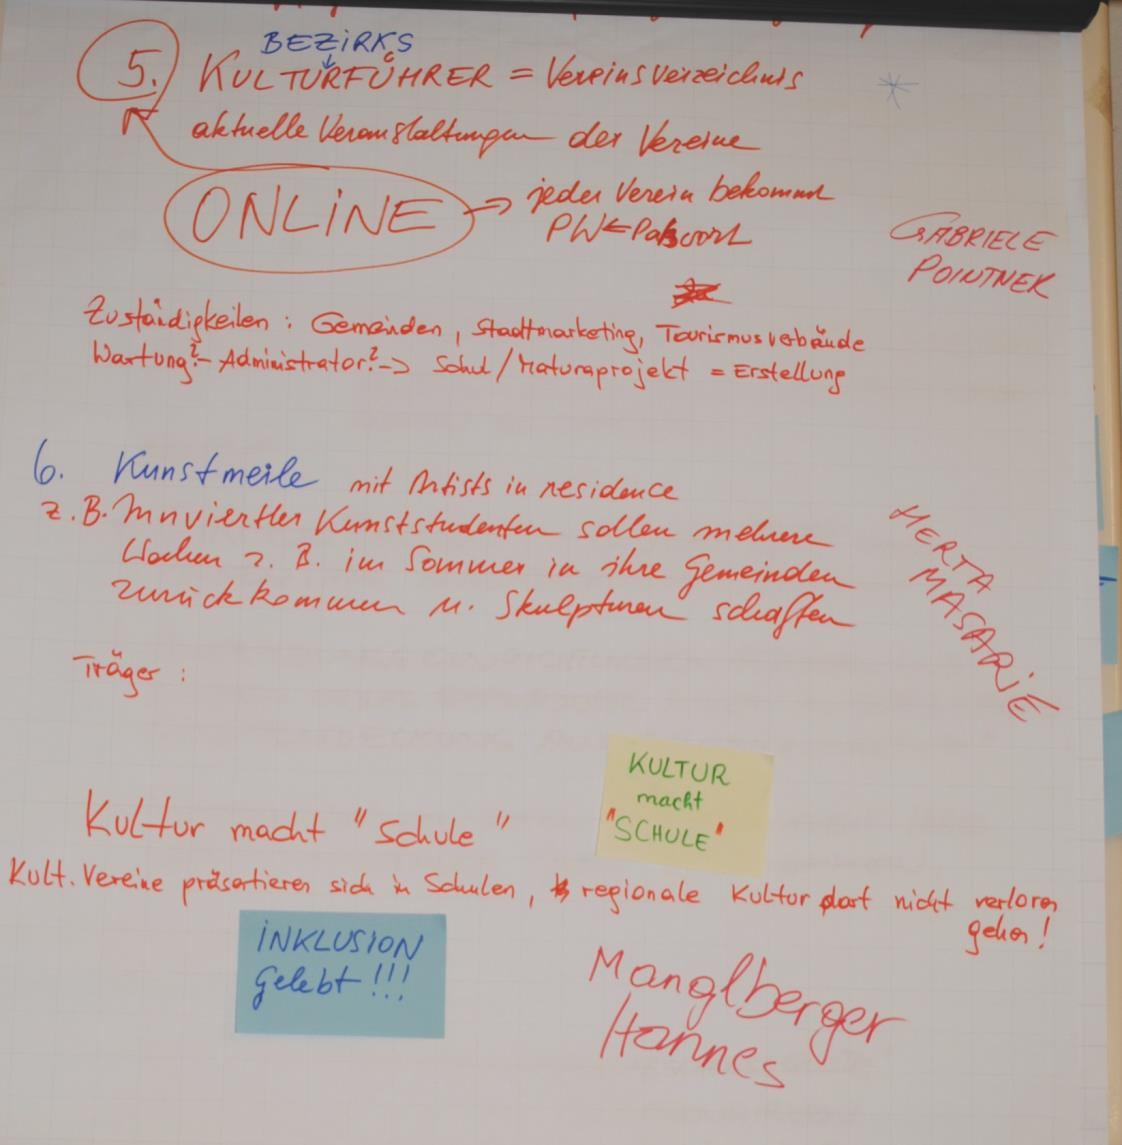 BEZIRKS
5. KULTURFÜHRER = Vereinsverzeichnis
aktuelle Veranstaltungen der Vereine
ONLINE → jeder Verein bekommt
PW ← Passwort
GABRIELE
POINTNER
Zuständigkeiten : Gemeinden, Stadtmarketing, Tourismusverbände
Wartung? - Administrator? -> Schul / Maturaprojekt = Erstellung
6. Kunstmeile mit Artists in residence
z. B. Innviertler Kunststudenten sollen mehrere
Wochen z. B. im Sommer in ihre Gemeinden
zurückkommen u. Skulpturen schaffen
HERTA
MASARIÉ
Träger :
KULTUR
macht
"SCHULE"
Kultur macht "Schule"
Kult. Vereine präsentieren sich in Schulen, regionale Kultur darf nicht verloren
gehen!
INKLUSION
gelebt!!!
Manglberger
Hannes